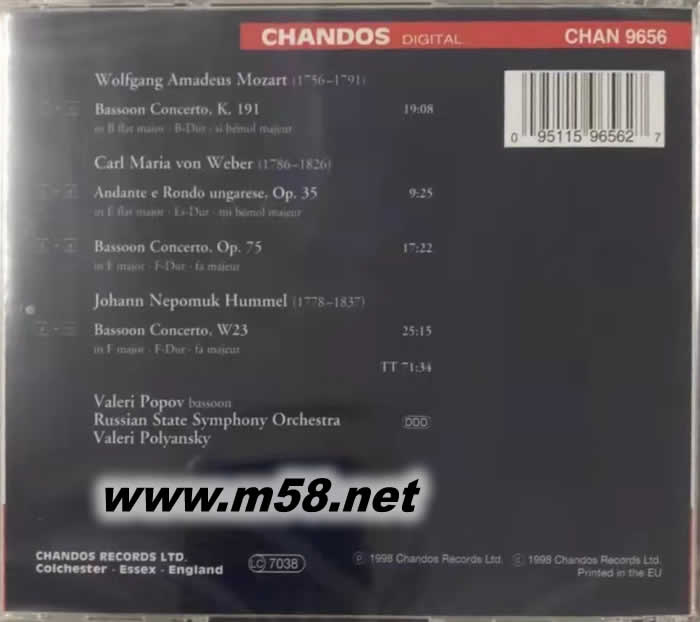 CHANDOS DIGITAL CHAN 9656
Wolfgang Amadeus Mozart (1756–1791)
Bassoon Concerto, K. 191 19:08
in B flat major · B-Dur · si bémol majeur
0 95115 96562 7
Carl Maria von Weber (1786–1826)
Andante e Rondo ungarese, Op. 35 9:25
in E flat major · Es-Dur · mi bémol majeur
Bassoon Concerto, Op. 75 17:22
in F major · F-Dur · fa majeur
Johann Nepomuk Hummel (1778–1837)
Bassoon Concerto, W23 25:15
in F major · F-Dur · fa majeur
TT 71:34
Valeri Popov bassoon
Russian State Symphony Orchestra DDD
Valeri Polyansky
www.m58.net
CHANDOS RECORDS LTD.
Colchester · Essex · England
LC 7038
℗ 1998 Chandos Records Ltd. © 1998 Chandos Records Ltd.
Printed in the EU